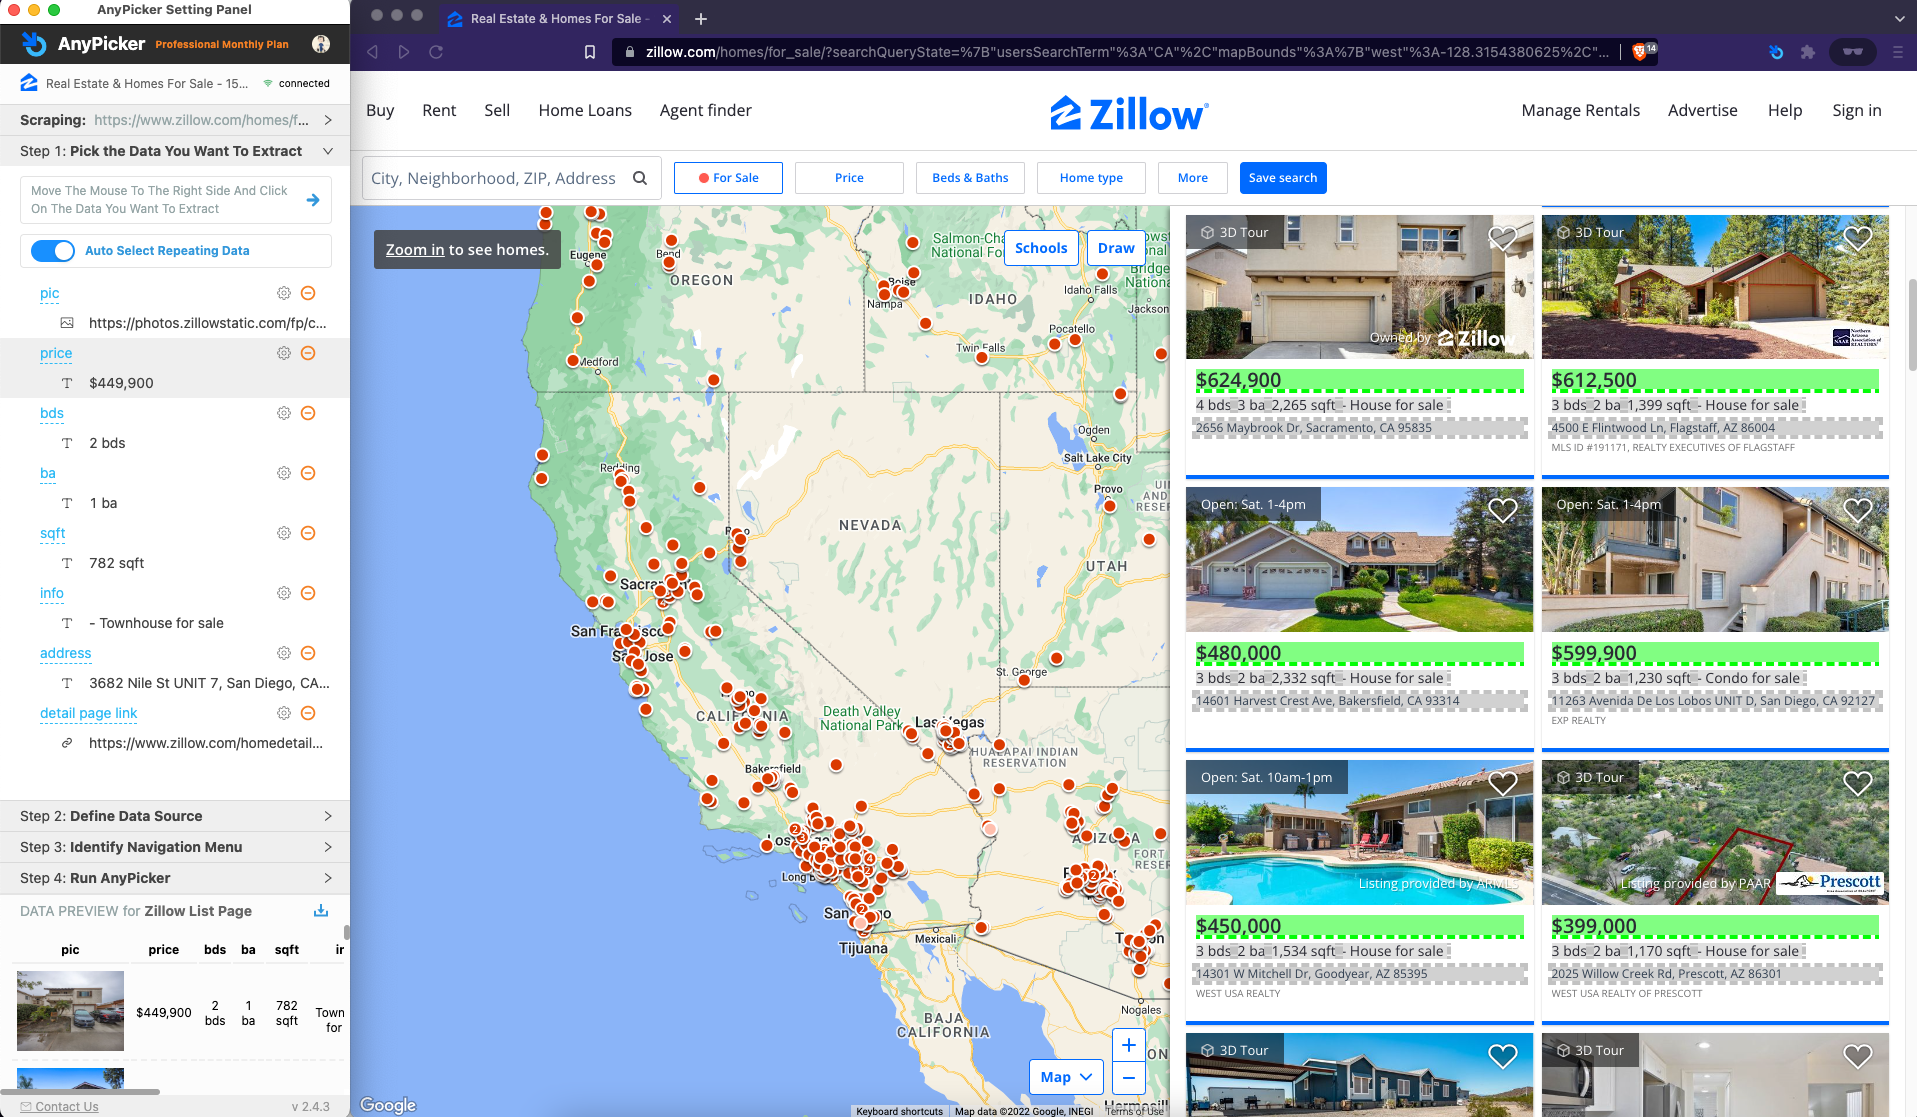 AnyPicker Setting Panel
AnyPicker Professional Monthly Plan
Real Estate & Homes For Sale - 15... connected
Scraping: https://www.zillow.com/homes/f...
Step 1: Pick the Data You Want To Extract
Move The Mouse To The Right Side And Click
On The Data You Want To Extract
Auto Select Repeating Data
pic
https://photos.zillowstatic.com/fp/c...
price
$449,900
bds
2 bds
ba
1 ba
sqft
782 sqft
info
- Townhouse for sale
address
3682 Nile St UNIT 7, San Diego, CA...
detail page link
https://www.zillow.com/homedetail...
Step 2: Define Data Source
Step 3: Identify Navigation Menu
Step 4: Run AnyPicker
DATA PREVIEW for Zillow List Page
pic price bds ba sqft ir
$449,900 2 bds 1 ba 782 sqft Town for
Contact Us v 2.4.3
Real Estate & Homes For Sale -
zillow.com/homes/for_sale/?searchQueryState=%7B"usersSearchTerm"%3A"CA"%2C"mapBounds"%3A%7B"west"%3A-128.3154380625%2C"... 14
Buy Rent Sell Home Loans Agent finder
Zillow
Manage Rentals Advertise Help Sign in
City, Neighborhood, ZIP, Address
For Sale Price Beds & Baths Home type More Save search
Zoom in to see homes.
Schools Draw
Salmon-Cha
National Fo
Eugene
Bend
OREGON
Boise
Nampa
IDAHO
Idaho Falls
Bridge
Nationa
Jackson
Pocatello
Twin Falls
Medford
Ogden
Salt Lake City
Provo
Redding
NEVADA
UTAH
San Jose
St. George
Death Valley
National Park
CALIFORNIA
Las Vegas
HUALAPAI INDIAN
RESERVATION
Bakersfield
ARIZONA
FORT
RESER
Long B
San Diego
Tijuana
Mexicali
Nogales
BAJA
CALIFORNIA
Hermosill
Map
+
−
Google
Keyboard shortcuts Map data ©2022 Google, INEGI Terms of Use
3D Tour
Owned by Zillow
$624,900
4 bds 3 ba 2,265 sqft - House for sale
2656 Maybrook Dr, Sacramento, CA 95835
3D Tour
Northern
Arizona
Association of
REALTORS
NAAR
$612,500
3 bds 2 ba 1,399 sqft - House for sale
4500 E Flintwood Ln, Flagstaff, AZ 86004
MLS ID #191171, REALTY EXECUTIVES OF FLAGSTAFF
Open: Sat. 1-4pm
$480,000
3 bds 2 ba 2,332 sqft - House for sale
14601 Harvest Crest Ave, Bakersfield, CA 93314
Open: Sat. 1-4pm
$599,900
3 bds 2 ba 1,230 sqft - Condo for sale
11263 Avenida De Los Lobos UNIT D, San Diego, CA 92127
EXP REALTY
Open: Sat. 10am-1pm
Listing provided by ARMLS
$450,000
3 bds 2 ba 1,534 sqft - House for sale
14301 W Mitchell Dr, Goodyear, AZ 85395
WEST USA REALTY
3D Tour
Listing provided by PAAR Prescott
$399,000
3 bds 2 ba 1,170 sqft - House for sale
2025 Willow Creek Rd, Prescott, AZ 86301
WEST USA REALTY OF PRESCOTT
3D Tour
3D Tour